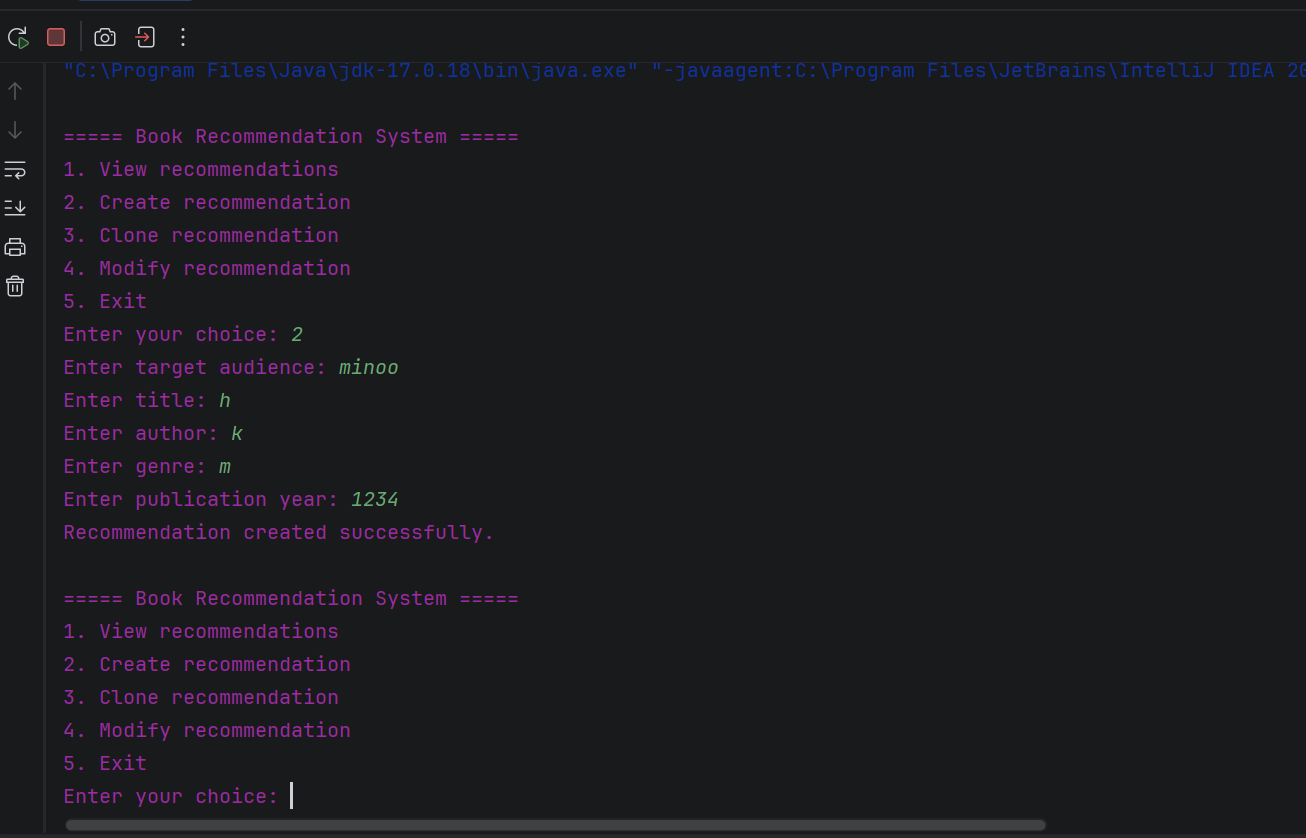 "C:\Program Files\Java\jdk-17.0.18\bin\java.exe" "-javaagent:C:\Program Files\JetBrains\IntelliJ IDEA 20
===== Book Recommendation System =====
1. View recommendations
2. Create recommendation
3. Clone recommendation
4. Modify recommendation
5. Exit
Enter your choice: 2
Enter target audience: minoo
Enter title: h
Enter author: k
Enter genre: m
Enter publication year: 1234
Recommendation created successfully.
===== Book Recommendation System =====
1. View recommendations
2. Create recommendation
3. Clone recommendation
4. Modify recommendation
5. Exit
Enter your choice: